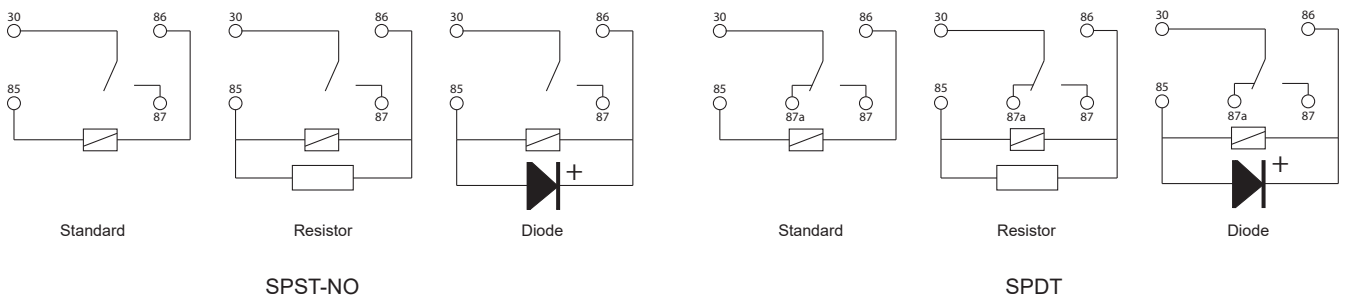 30 86 30 86 30 86 30 86 30 86 30 86
85 85 85 85 85 85
87 87 87 87a 87 87a 87 87a 87
+ +
Standard Resistor Diode Standard Resistor Diode
SPST-NO SPDT